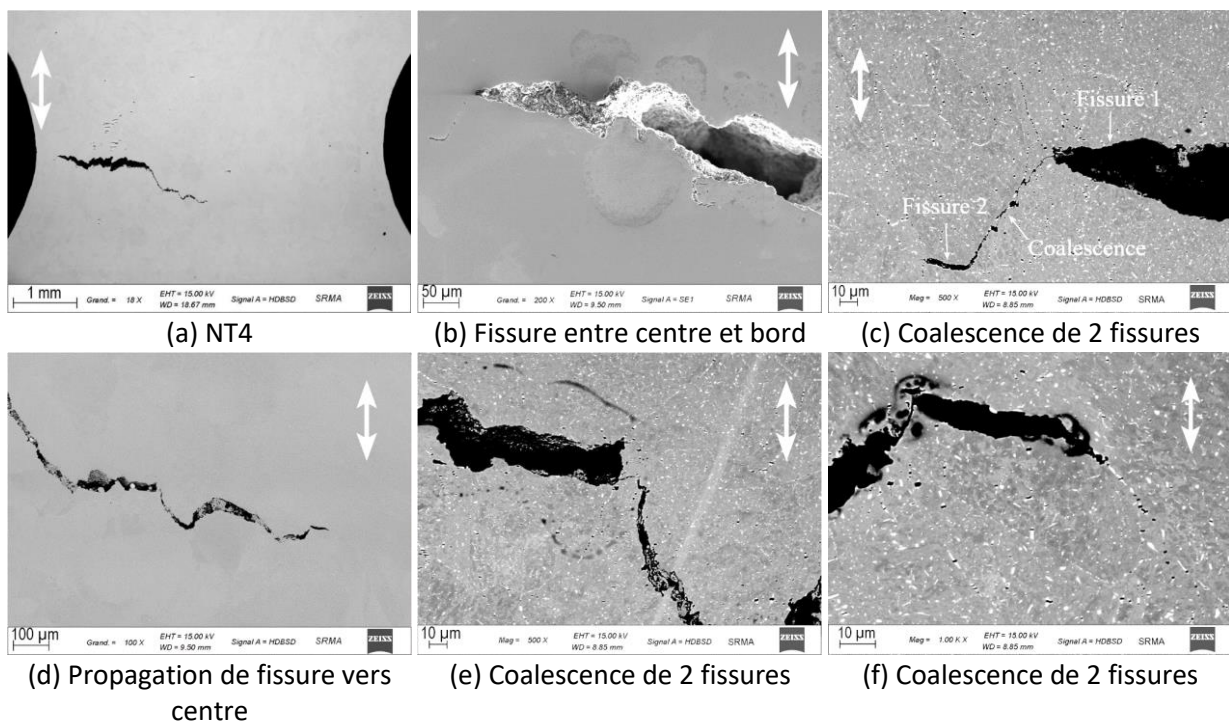 1 mm
Grand. = 18 X
EHT = 15.00 kV
WD = 18.67 mm
Signal A = HDBSD
SRMA
ZEISS
(a) NT4
50 µm
Grand. = 200 X
EHT = 15.00 kV
WD = 9.50 mm
Signal A = SE1
SRMA
ZEISS
(b) Fissure entre centre et bord
Fissure 1
Fissure 2
Coalescence
10 µm
Mag = 500 X
EHT = 15.00 kV
WD = 8.85 mm
Signal A = HDBSD
SRMA
ZEISS
(c) Coalescence de 2 fissures
100 µm
Grand. = 100 X
EHT = 15.00 kV
WD = 9.50 mm
Signal A = HDBSD
SRMA
ZEISS
(d) Propagation de fissure vers
centre
10 µm
Mag = 500 X
EHT = 15.00 kV
WD = 8.85 mm
Signal A = HDBSD
SRMA
ZEISS
(e) Coalescence de 2 fissures
10 µm
Mag = 1.00 K X
EHT = 15.00 kV
WD = 8.85 mm
Signal A = HDBSD
SRMA
ZEISS
(f) Coalescence de 2 fissures